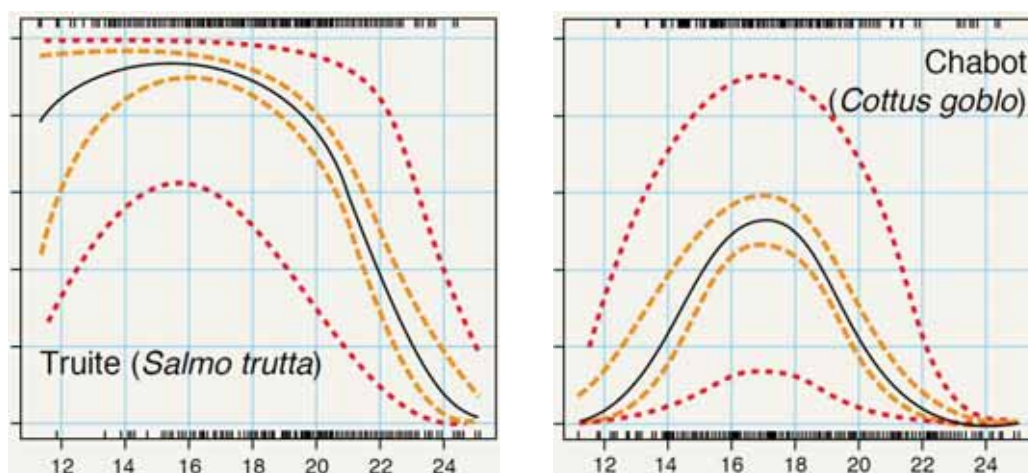 Truite (Salmo trutta)
12 14 16 18 20 22 24
Chabot
(Cottus goblo)
12 14 16 18 20 22 24